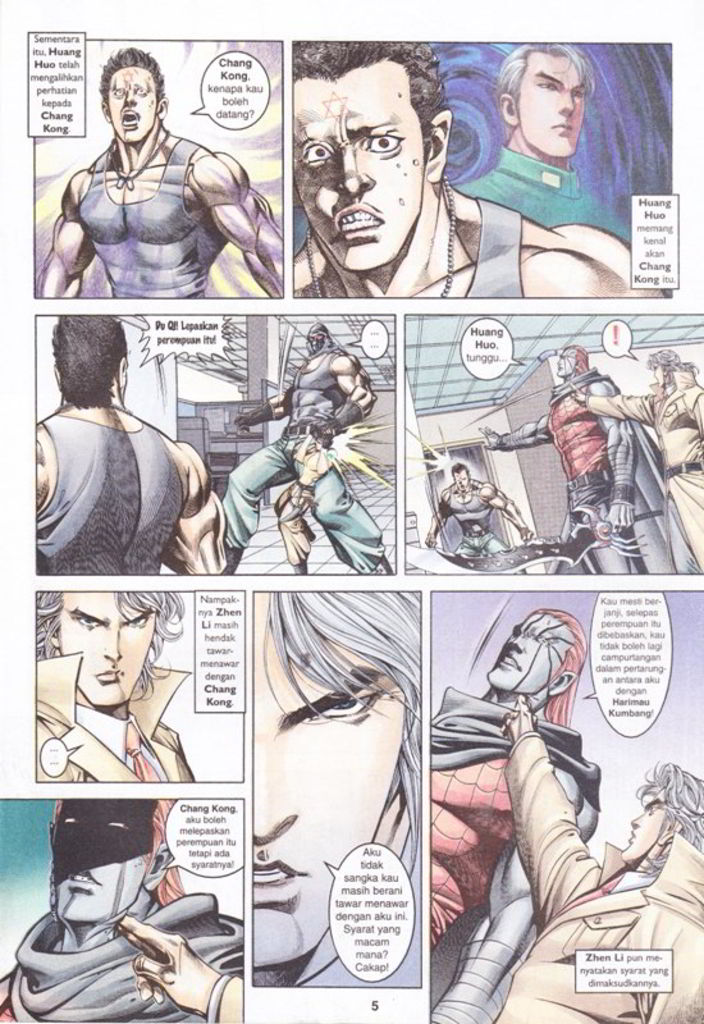 Sementara
itu, Huang
Huo telah
mengalihkan
perhatian
kepada
Chang
Kong.
Chang
Kong,
kenapa kau
boleh
datang?
Huang
Huo
memang
kenal
akan
Chang
Kong itu.
Du Qi! Lepaskan
perempuan itu!
...
Huang
Huo,
tunggu...
!
Nampak-
nya Zhen
Li masih
hendak
tawar-
menawar
dengan
Chang
Kong.
...
Kau mesti ber-
janji, selepas
perempuan itu
dibebaskan, kau
tidak boleh lagi
campurtangan
dalam pertarung-
an antara aku
dengan
Harimau
Kumbang!
Chang Kong,
aku boleh
melepaskan
perempuan itu
tetapi ada
syaratnya!
Aku
tidak
sangka kau
masih berani
tawar menawar
dengan aku ini.
Syarat yang
macam
mana?
Cakap!
Zhen Li pun me-
nyatakan syarat yang
dimaksudkannya.
5